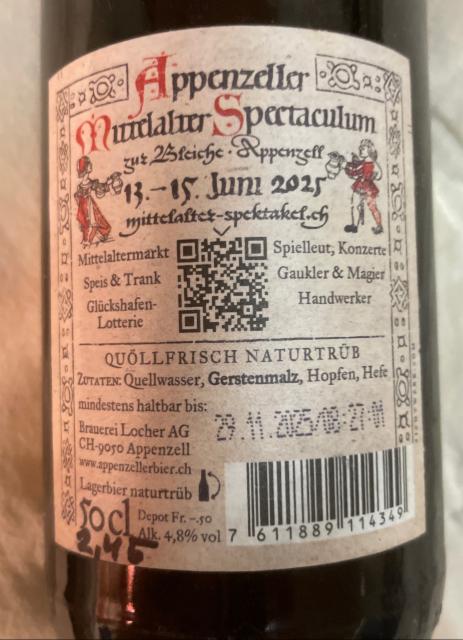 Appenzeller
Mittelalter Spectaculum
zur Bleiche · Appenzell
13. – 15. Juni 2025
mittelalter-spektakel.ch
Mittelaltermarkt
Speis & Trank
Glückshafen-
Lotterie
Spielleut, Konzerte
Gaukler & Magier
Handwerker
QUÖLLFRISCH NATURTRÜB
ZUTATEN: Quellwasser, Gerstenmalz, Hopfen, Hefe
mindestens haltbar bis:
29.11.2025/08:27-M
Brauerei Locher AG
CH-9050 Appenzell
www.appenzellerbier.ch
Lagerbier naturtrüb
50 cl
Depot Fr. –.50
Alk. 4,8% vol
2,45
7 611889 114349